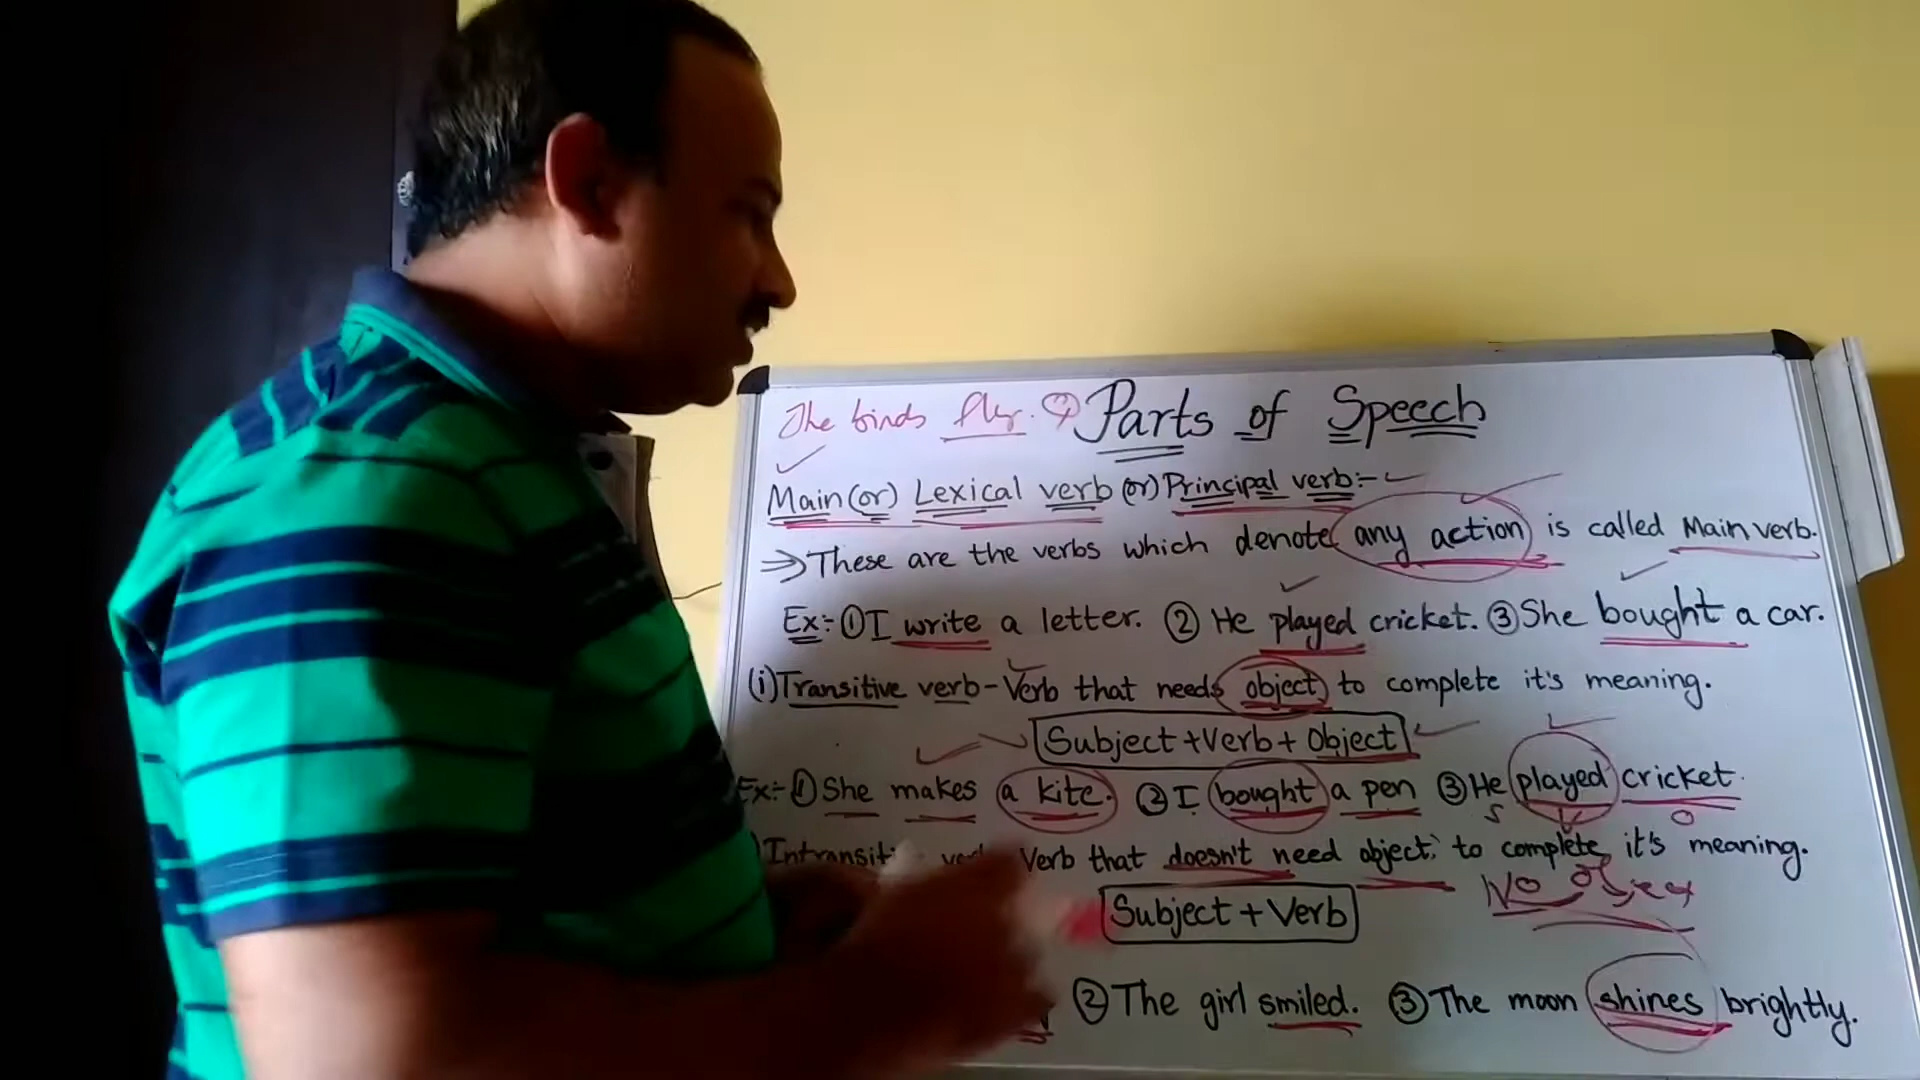 The birds fly. Parts of Speech
Main (or) Lexical verb (or) Principal verb:-
⇒ These are the verbs which denote any action is called Main verb.
Ex:- ① I write a letter. ② He played cricket. ③ She bought a car.
(i) Transitive verb - Verb that needs object to complete it's meaning.
Subject + Verb + Object
Ex:- ① She makes a kite. ② I bought a pen ③ He played cricket.
S V O
Intransiti Verb that doesn't need object, to complete it's meaning.
Subject + Verb No object
② The girl smiled. ③ The moon shines brightly.